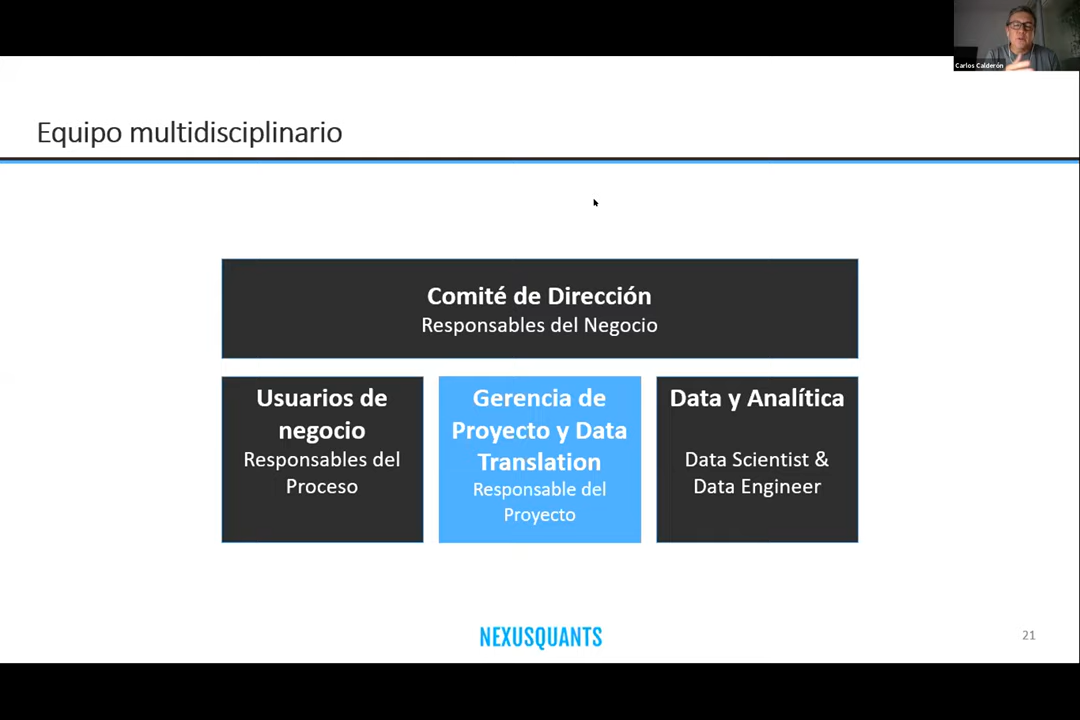 Carlos Calderón
Equipo multidisciplinario
Comité de Dirección
Responsables del Negocio
Usuarios de
negocio
Responsables del
Proceso
Gerencia de
Proyecto y Data
Translation
Responsable del
Proyecto
Data y Analítica
Data Scientist &
Data Engineer
NEXUSQUANTS
21